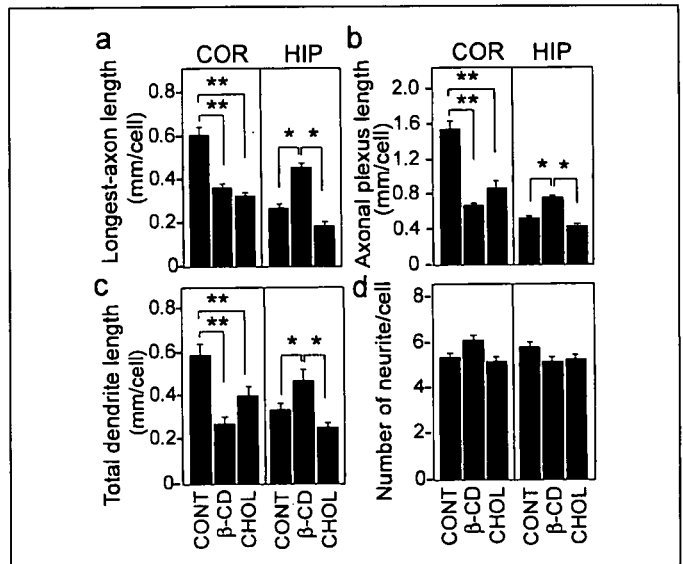 a
COR
HIP
Longest-axon length
(mm/cell)
0.8
0.6
0.4
0.2
0
**
**
* *
b
COR
HIP
Axonal plexus length
(mm/cell)
2.0
1.6
1.2
0.8
0.4
0
**
**
* *
c
Total dendrite length
(mm/cell)
0.8
0.6
0.4
0.2
0
**
**
* *
CONT
β-CD
CHOL
CONT
β-CD
CHOL
d
Number of neurite/cell
8
6
4
2
0
CONT
β-CD
CHOL
CONT
β-CD
CHOL